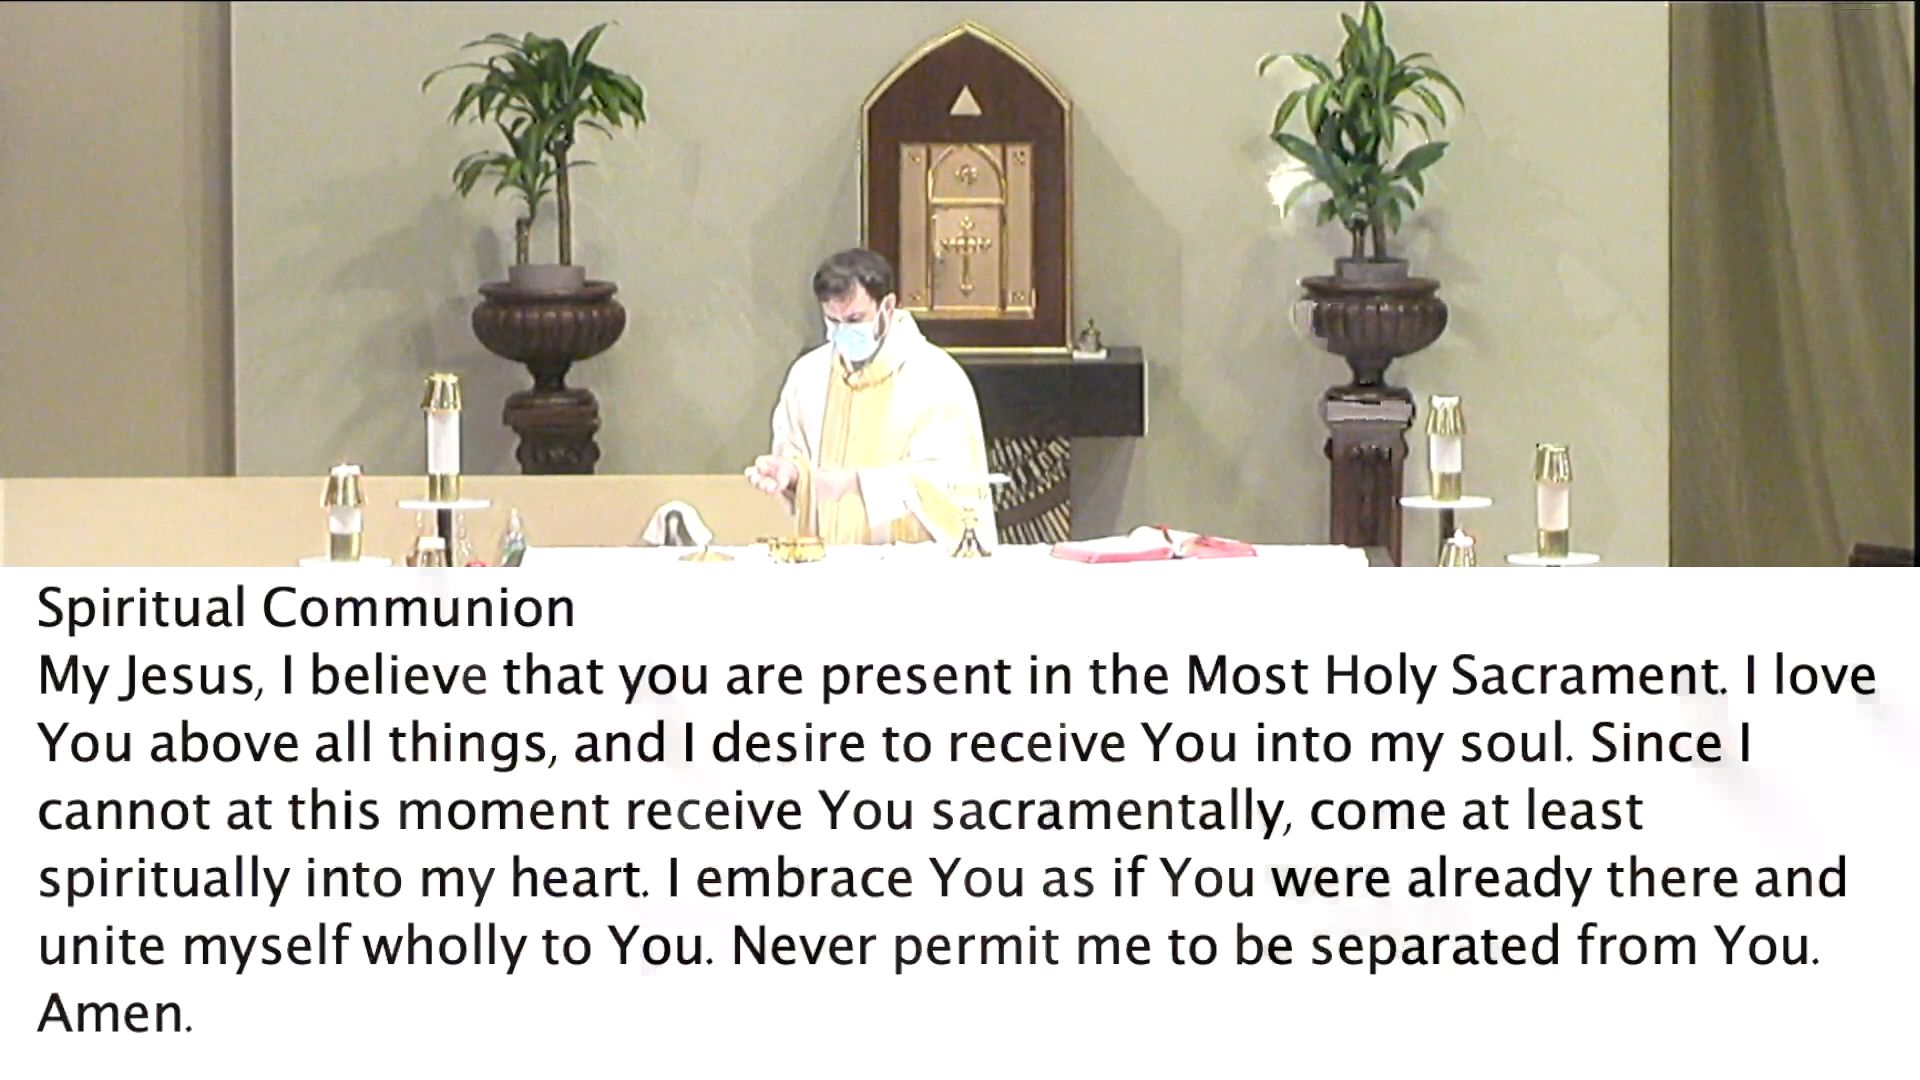 Spiritual Communion
My Jesus, I believe that you are present in the Most Holy Sacrament. I love
You above all things, and I desire to receive You into my soul. Since I
cannot at this moment receive You sacramentally, come at least
spiritually into my heart. I embrace You as if You were already there and
unite myself wholly to You. Never permit me to be separated from You.
Amen.